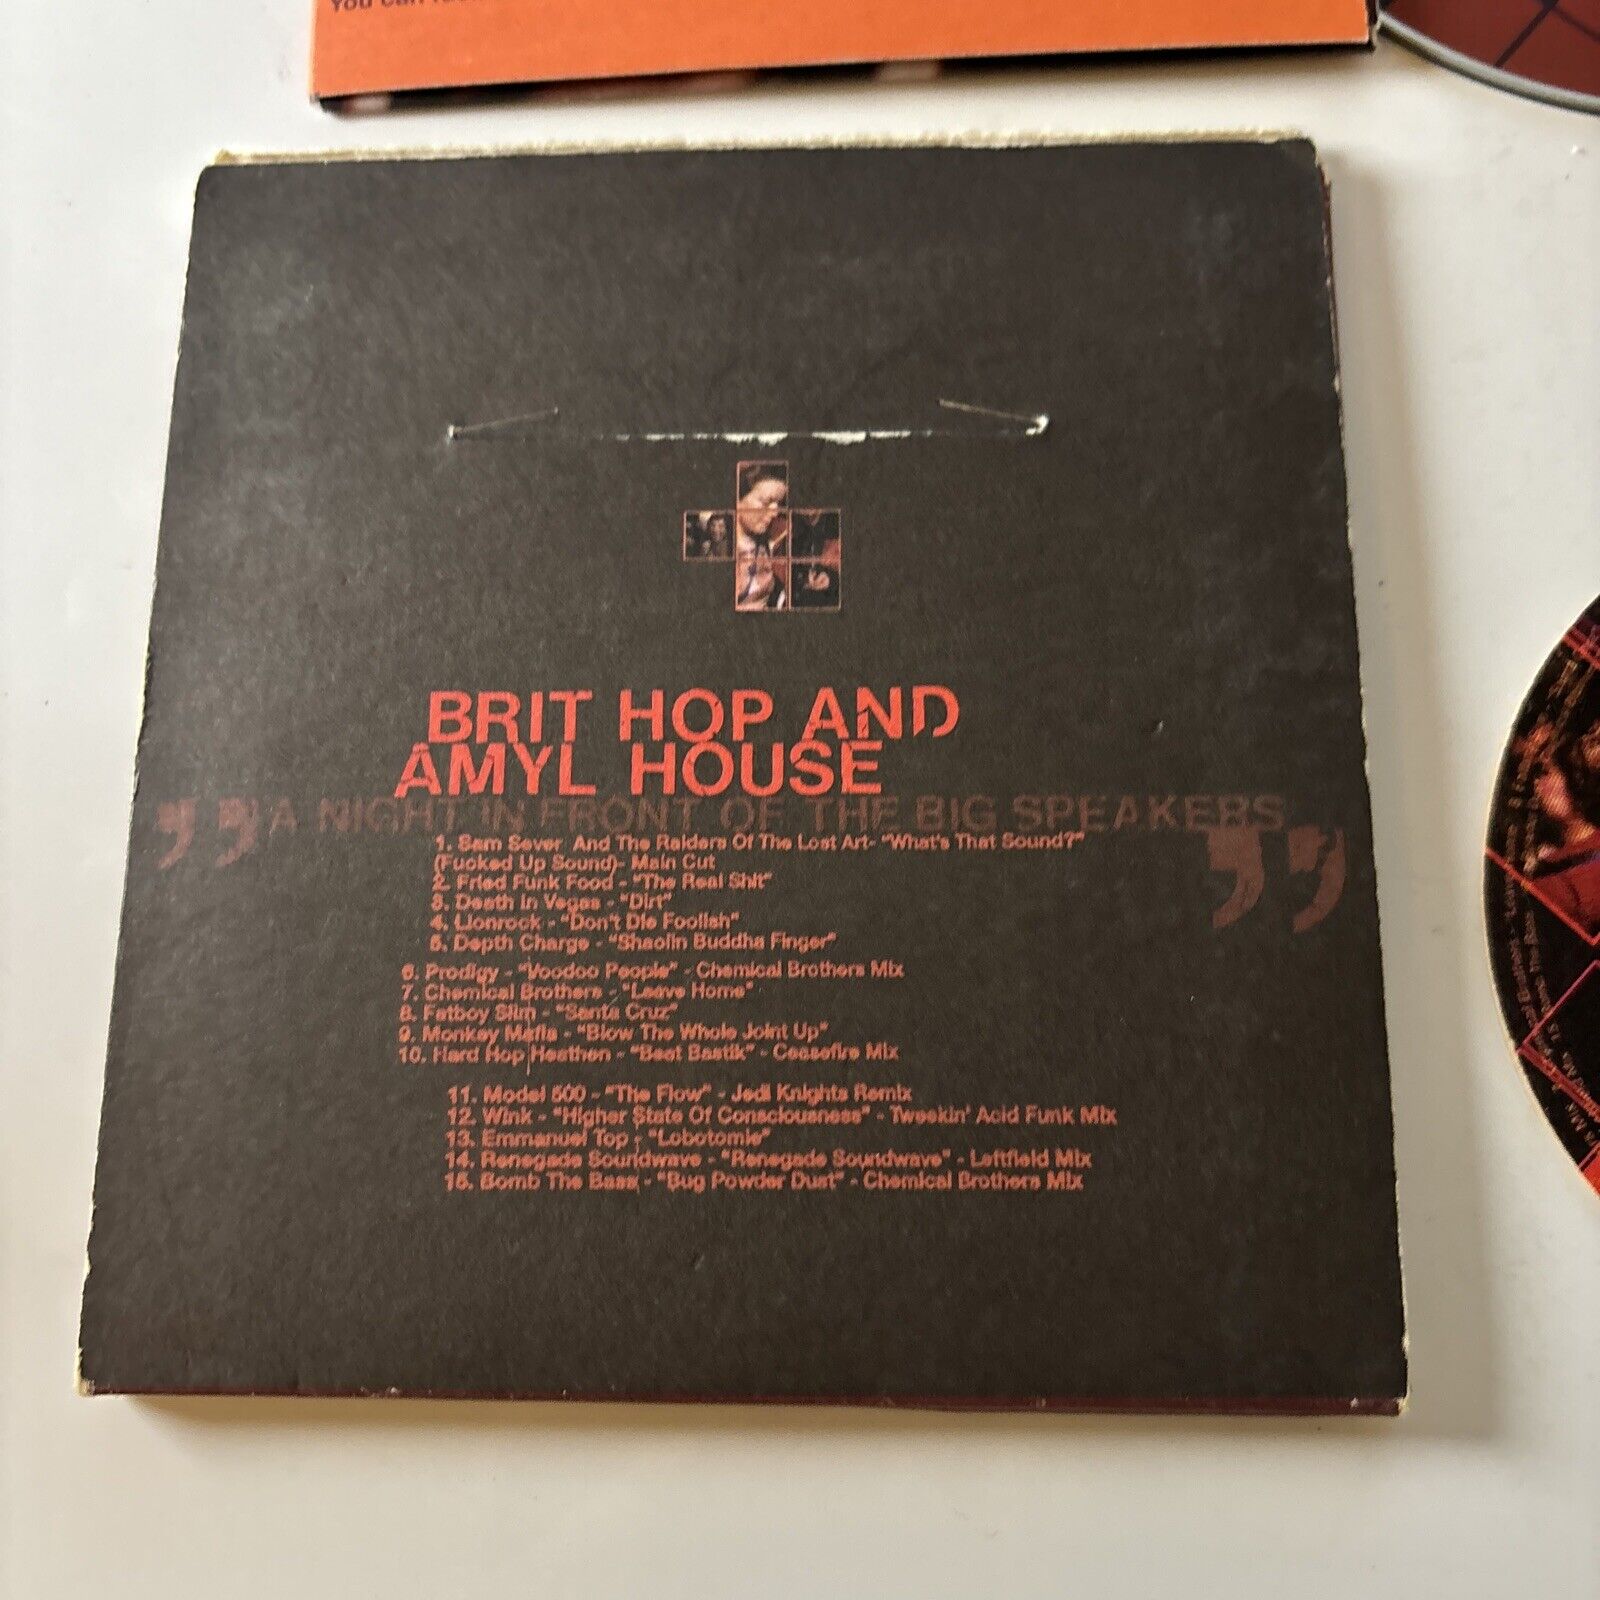 You can
BRIT HOP AND
AMYL HOUSE
"A NIGHT IN FRONT OF THE BIG SPEAKERS"
1. Sam Sever And The Raiders Of The Lost Art- "What's That Sound?"
(Fucked Up Sound)- Main Cut
2. Fried Funk Food - "The Real Shit"
3. Death in Vegas - "Dirt"
4. Lionrock - "Don't Die Foolish"
5. Depth Charge - "Shaolin Buddha Finger"
6. Prodigy - "Voodoo People" - Chemical Brothers Mix
7. Chemical Brothers - "Leave Home"
8. Fatboy Slim - "Santa Cruz"
9. Monkey Mafia - "Blow The Whole Joint Up"
10. Hard Hop Heathen - "Beat Bastik" - Ceasefire Mix
11. Model 500 - "The Flow" - Jedi Knights Remix
12. Wink - "Higher State Of Consciousness" - Tweekin' Acid Funk Mix
13. Emmanuel Top - "Lobotomie"
14. Renegade Soundwave - "Renegade Soundwave" - Leftfield Mix
15. Bomb The Bass - "Bug Powder Dust" - Chemical Brothers Mix